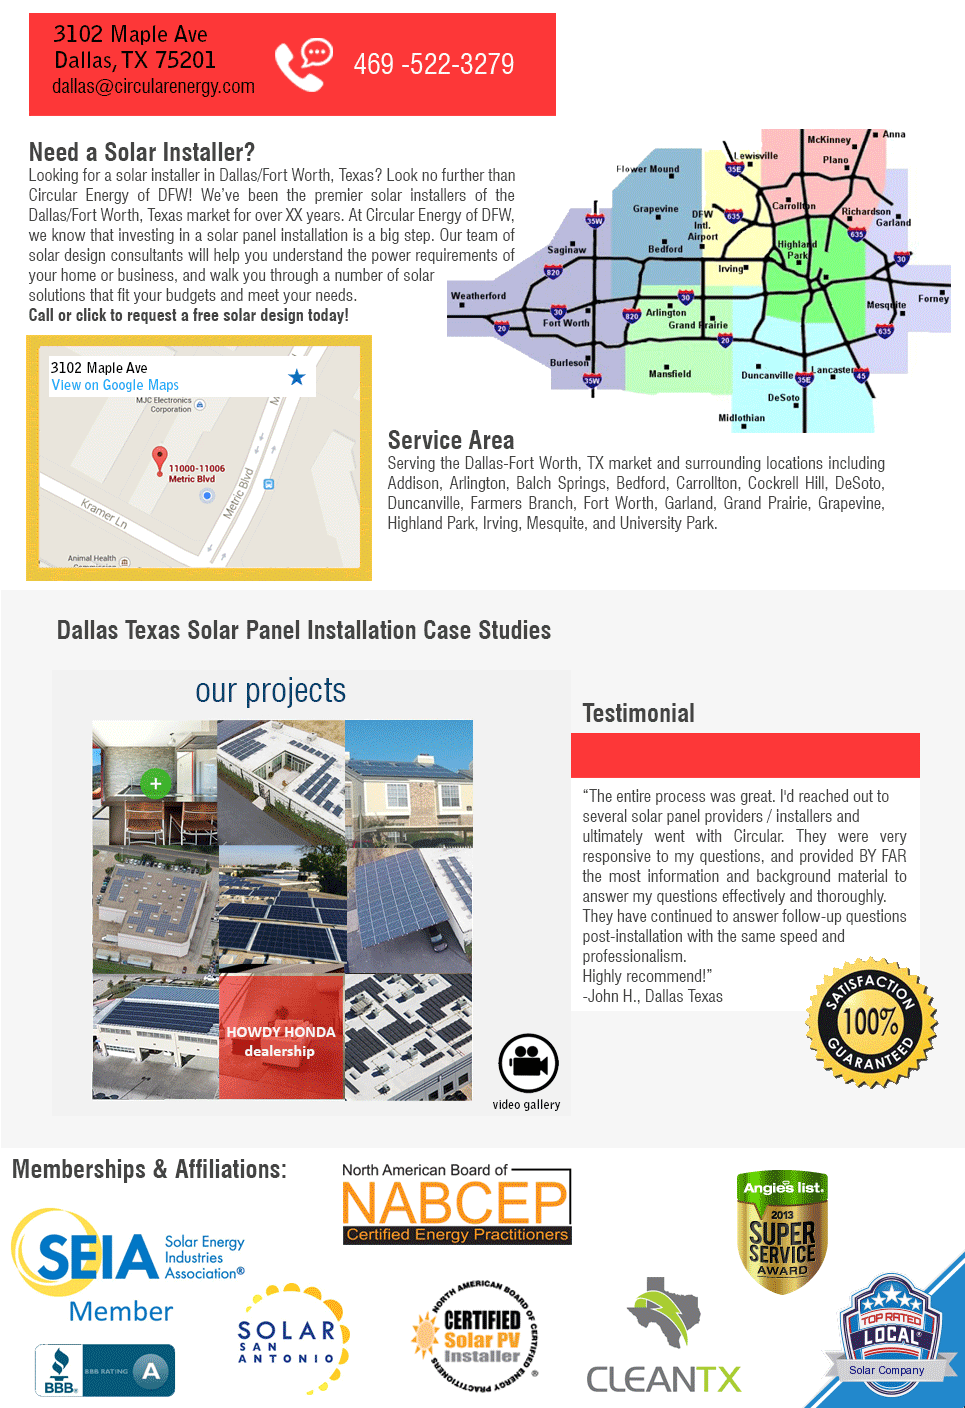 3102 Maple Ave
Dallas, TX 75201
dallas@circularenergy.com
469 -522-3279
Need a Solar Installer?
Looking for a solar installer in Dallas/Fort Worth, Texas? Look no further than
Circular Energy of DFW! We've been the premier solar installers of the
Dallas/Fort Worth, Texas market for over XX years. At Circular Energy of DFW,
we know that investing in a solar panel installation is a big step. Our team of
solar design consultants will help you understand the power requirements of
your home or business, and walk you through a number of solar
solutions that fit your budgets and meet your needs.
Call or click to request a free solar design today!
Anna
McKinney
Plano
Lewisville
35E
Flower Mound
Carrollton
Grapevine
DFW
Intl.
Airport
635
Richardson
Garland
35W
635
Saginaw
Bedford
Highland
Park
Irving
30
820
Weatherford
30
Arlington
Mesquite
Forney
20
Fort Worth
820
Grand Prairie
635
20
Burleson
35W
Mansfield
Duncanville
35E
Lancaster
45
DeSoto
Midlothian
3102 Maple Ave
View on Google Maps
MJC Electronics
Corporation
11000-11006
Metric Blvd
Metric Blvd
Kramer Ln
Animal Health
Commission
Service Area
Serving the Dallas-Fort Worth, TX market and surrounding locations including
Addison, Arlington, Balch Springs, Bedford, Carrollton, Cockrell Hill, DeSoto,
Duncanville, Farmers Branch, Fort Worth, Garland, Grand Prairie, Grapevine,
Highland Park, Irving, Mesquite, and University Park.
Dallas Texas Solar Panel Installation Case Studies
our projects
HOWDY HONDA
dealership
video gallery
Testimonial
“The entire process was great. I'd reached out to
several solar panel providers / installers and
ultimately went with Circular. They were very
responsive to my questions, and provided BY FAR
the most information and background material to
answer my questions effectively and thoroughly.
They have continued to answer follow-up questions
post-installation with the same speed and
professionalism.
Highly recommend!”
-John H., Dallas Texas
SATISFACTION
100%
GUARANTEED
Memberships & Affiliations:
North American Board of
NABCEP
Certified Energy Practitioners
Angie's list.
2013
SUPER
SERVICE
AWARD
SEIA
Solar Energy
Industries
Association®
Member
SOLAR
SAN
ANTONIO
NORTH AMERICAN BOARD OF CERTIFIED ENERGY PRACTITIONERS
CERTIFIED
Solar PV
Installer
®
CLEANTX
TOP RATED
LOCAL®
Solar Company
BBB.
BBB RATING
A